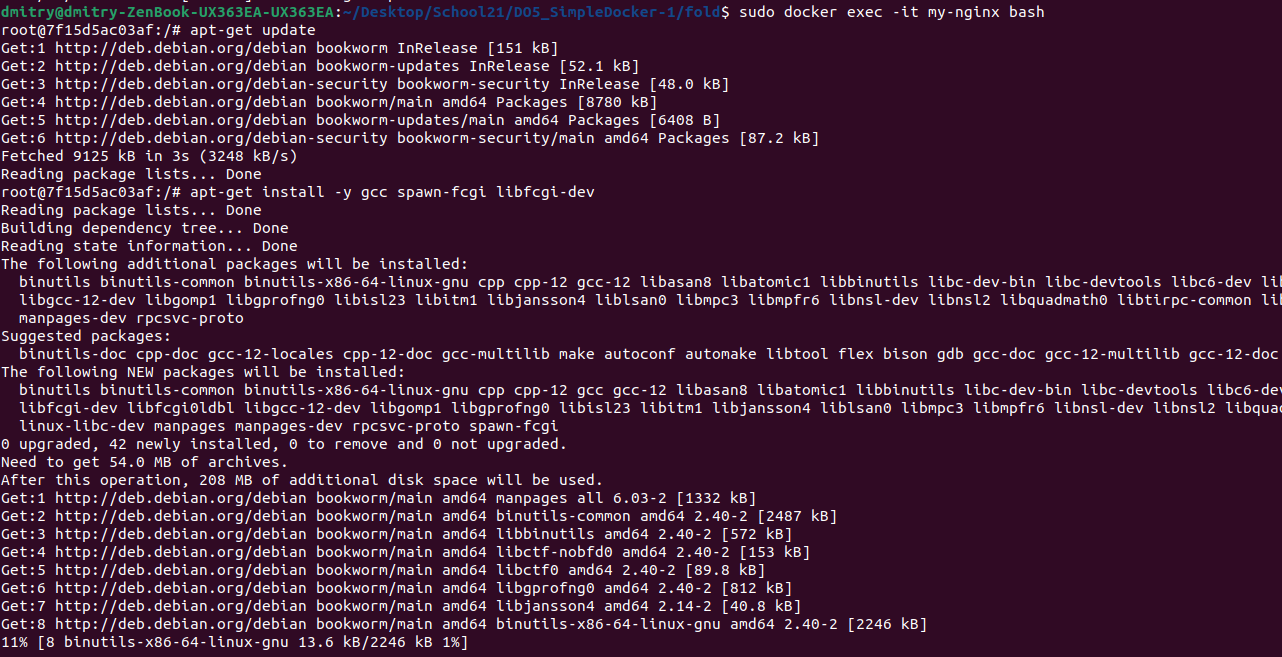 dmitry@dmitry-ZenBook-UX363EA-UX363EA:~/Desktop/School21/DO5_SimpleDocker-1/fold$ sudo docker exec -it my-nginx bash
root@7f15d5ac03af:/# apt-get update
Get:1 http://deb.debian.org/debian bookworm InRelease [151 kB]
Get:2 http://deb.debian.org/debian bookworm-updates InRelease [52.1 kB]
Get:3 http://deb.debian.org/debian-security bookworm-security InRelease [48.0 kB]
Get:4 http://deb.debian.org/debian bookworm/main amd64 Packages [8780 kB]
Get:5 http://deb.debian.org/debian bookworm-updates/main amd64 Packages [6408 B]
Get:6 http://deb.debian.org/debian-security bookworm-security/main amd64 Packages [87.2 kB]
Fetched 9125 kB in 3s (3248 kB/s)
Reading package lists... Done
root@7f15d5ac03af:/# apt-get install -y gcc spawn-fcgi libfcgi-dev
Reading package lists... Done
Building dependency tree... Done
Reading state information... Done
The following additional packages will be installed:
binutils binutils-common binutils-x86-64-linux-gnu cpp cpp-12 gcc-12 libasan8 libatomic1 libbinutils libc-dev-bin libc-devtools libc6-dev
libgcc-12-dev libgomp1 libgprofng0 libisl23 libitm1 libjansson4 liblsan0 libmpc3 libmpfr6 libnsl-dev libnsl2 libquadmath0 libtirpc-common
manpages-dev rpcsvc-proto
Suggested packages:
binutils-doc cpp-doc gcc-12-locales cpp-12-doc gcc-multilib make autoconf automake libtool flex bison gdb gcc-doc gcc-12-multilib gcc-12-doc
The following NEW packages will be installed:
binutils binutils-common binutils-x86-64-linux-gnu cpp cpp-12 gcc gcc-12 libasan8 libatomic1 libbinutils libc-dev-bin libc-devtools libc6-dev
libfcgi-dev libfcgi0ldbl libgcc-12-dev libgomp1 libgprofng0 libisl23 libitm1 libjansson4 liblsan0 libmpc3 libmpfr6 libnsl-dev libnsl2
linux-libc-dev manpages manpages-dev rpcsvc-proto spawn-fcgi
0 upgraded, 42 newly installed, 0 to remove and 0 not upgraded.
Need to get 54.0 MB of archives.
After this operation, 208 MB of additional disk space will be used.
Get:1 http://deb.debian.org/debian bookworm/main amd64 manpages all 6.03-2 [1332 kB]
Get:2 http://deb.debian.org/debian bookworm/main amd64 binutils-common amd64 2.40-2 [2487 kB]
Get:3 http://deb.debian.org/debian bookworm/main amd64 libbinutils amd64 2.40-2 [572 kB]
Get:4 http://deb.debian.org/debian bookworm/main amd64 libctf-nobfd0 amd64 2.40-2 [153 kB]
Get:5 http://deb.debian.org/debian bookworm/main amd64 libctf0 amd64 2.40-2 [89.8 kB]
Get:6 http://deb.debian.org/debian bookworm/main amd64 libgprofng0 amd64 2.40-2 [812 kB]
Get:7 http://deb.debian.org/debian bookworm/main amd64 libjansson4 amd64 2.14-2 [40.8 kB]
Get:8 http://deb.debian.org/debian bookworm/main amd64 binutils-x86-64-linux-gnu amd64 2.40-2 [2246 kB]
11% [8 binutils-x86-64-linux-gnu 13.6 kB/2246 kB 1%]